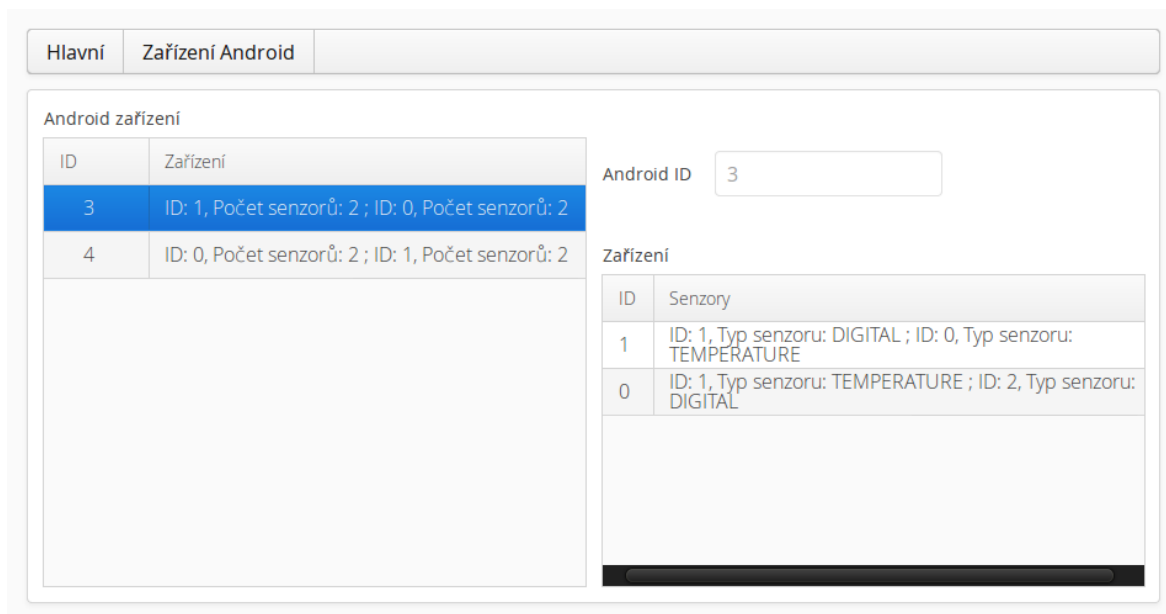 Hlavní Zařízení Android
Android zařízení
ID Zařízení
3 ID: 1, Počet senzorů: 2 ; ID: 0, Počet senzorů: 2
4 ID: 0, Počet senzorů: 2 ; ID: 1, Počet senzorů: 2
Android ID 3
Zařízení
ID Senzory
1 ID: 1, Typ senzoru: DIGITAL ; ID: 0, Typ senzoru:
TEMPERATURE
0 ID: 1, Typ senzoru: TEMPERATURE ; ID: 2, Typ senzoru:
DIGITAL